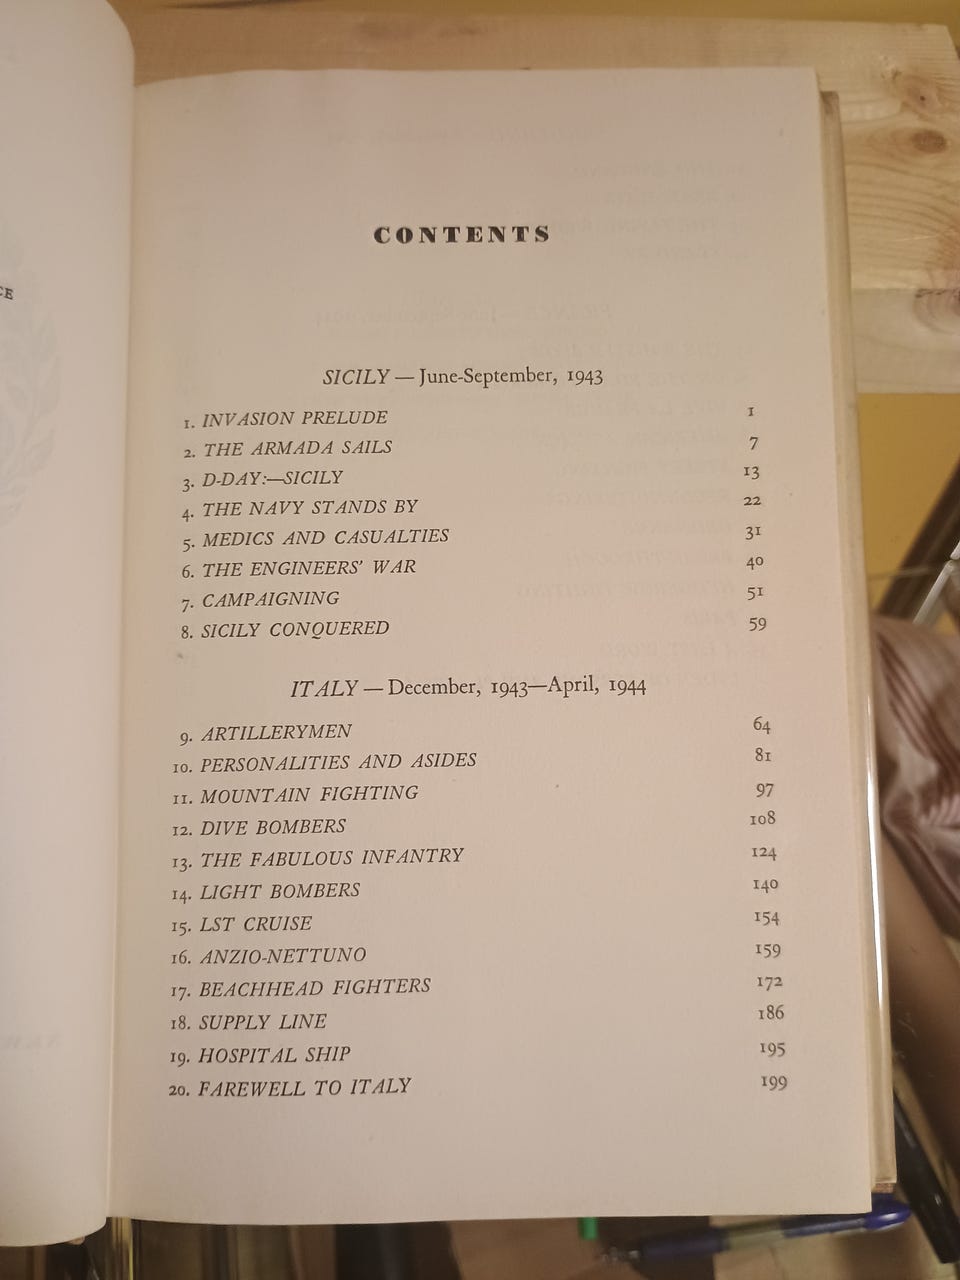 CE
CONTENTS
SICILY — June-September, 1943
1. INVASION PRELUDE 1
2. THE ARMADA SAILS 7
3. D-DAY:—SICILY 13
4. THE NAVY STANDS BY 22
5. MEDICS AND CASUALTIES 31
6. THE ENGINEERS' WAR 40
7. CAMPAIGNING 51
8. SICILY CONQUERED 59
ITALY — December, 1943—April, 1944
9. ARTILLERYMEN 64
10. PERSONALITIES AND ASIDES 81
11. MOUNTAIN FIGHTING 97
12. DIVE BOMBERS 108
13. THE FABULOUS INFANTRY 124
14. LIGHT BOMBERS 140
15. LST CRUISE 154
16. ANZIO-NETTUNO 159
17. BEACHHEAD FIGHTERS 172
18. SUPPLY LINE 186
19. HOSPITAL SHIP 195
20. FAREWELL TO ITALY 199